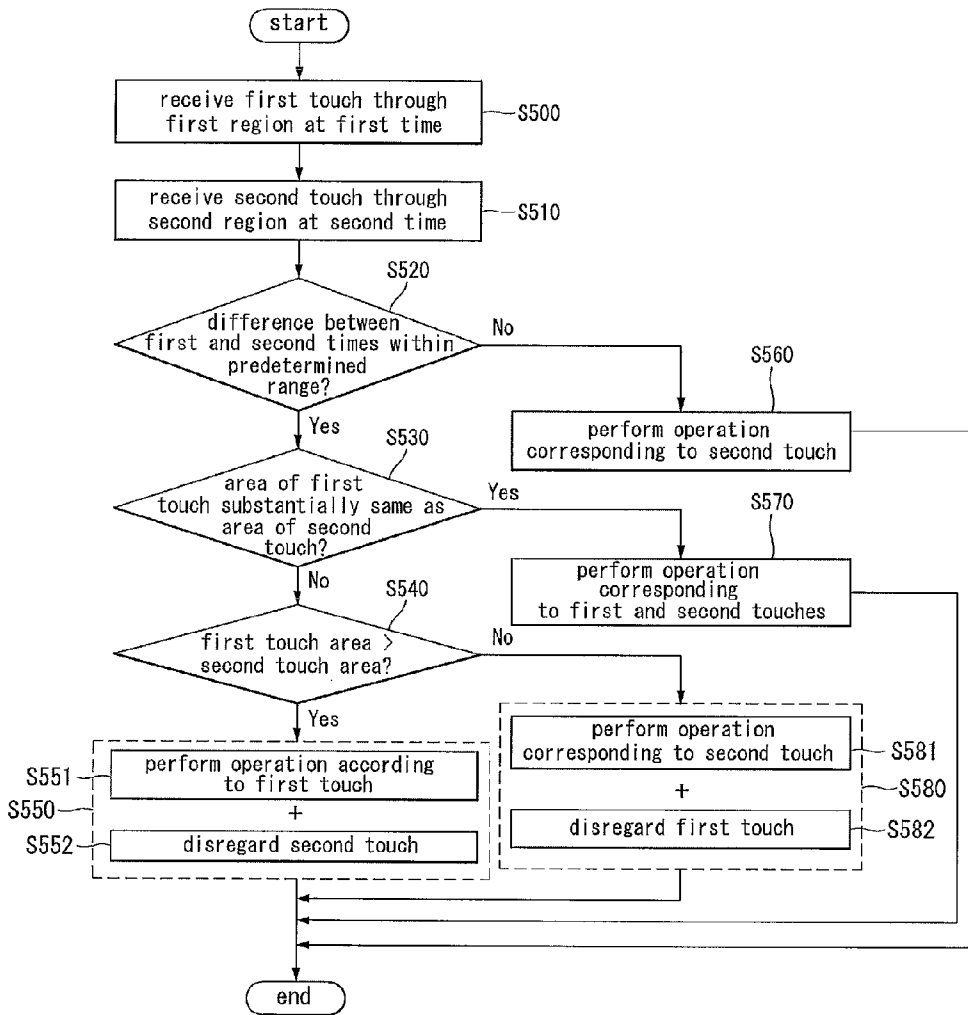 start
receive first touch through
first region at first time
S500
receive second touch through
second region at second time
S510
S520
difference between
first and second times within
predetermined
range?
No
Yes
S560
perform operation
corresponding to second touch
S530
area of first
touch substantially same as
area of second
touch?
Yes
No
S570
perform operation
corresponding
to first and second touches
S540
first touch area >
second touch area?
No
Yes
S551
perform operation according
to first touch
S550
+
S552
disregard second touch
perform operation
corresponding to second touch
S581
+
S580
disregard first touch
S582
end